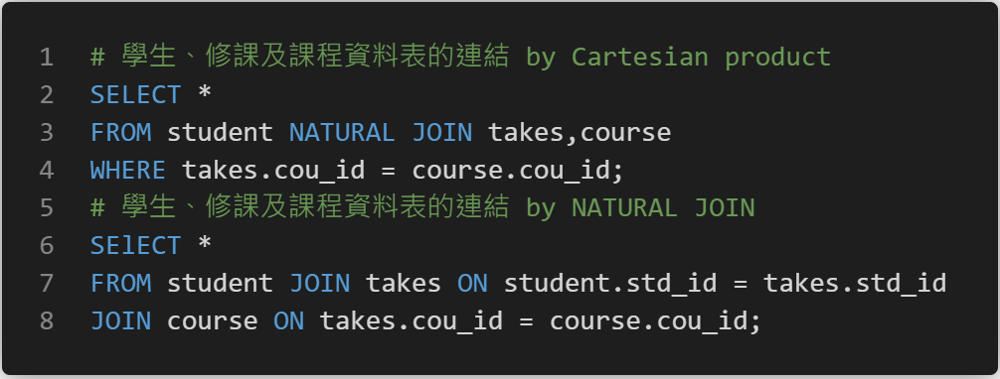 1 # 學生、修課及課程資料表的連結 by Cartesian product
2 SELECT *
3 FROM student NATURAL JOIN takes,course
4 WHERE takes.cou_id = course.cou_id;
5 # 學生、修課及課程資料表的連結 by NATURAL JOIN
6 SElECT *
7 FROM student JOIN takes ON student.std_id = takes.std_id
8 JOIN course ON takes.cou_id = course.cou_id;